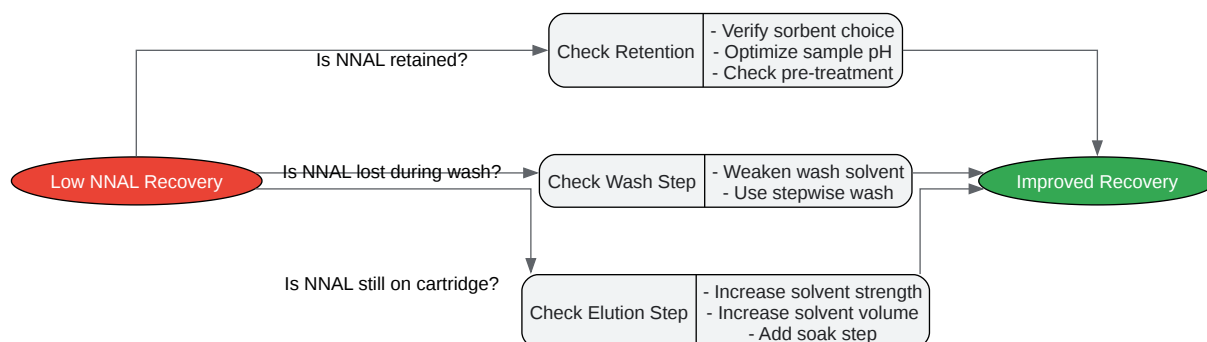 Is NNAL retained?
Check Retention
- Verify sorbent choice
- Optimize sample pH
- Check pre-treatment
Low NNAL Recovery
Is NNAL lost during wash?
Check Wash Step
- Weaken wash solvent
- Use stepwise wash
Improved Recovery
Is NNAL still on cartridge?
Check Elution Step
- Increase solvent strength
- Increase solvent volume
- Add soak step